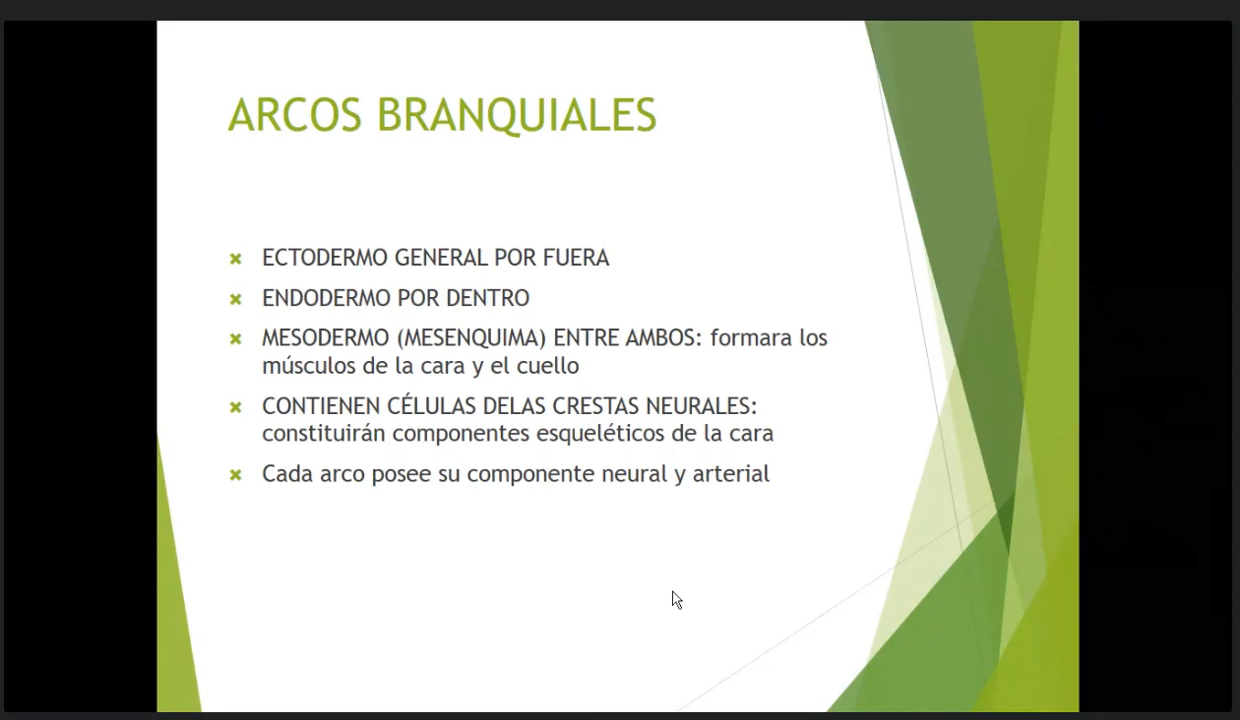 ARCOS BRANQUIALES
ECTODERMO GENERAL POR FUERA
ENDODERMO POR DENTRO
MESODERMO (MESENQUIMA) ENTRE AMBOS: formara los
músculos de la cara y el cuello
CONTIENEN CÉLULAS DELAS CRESTAS NEURALES:
constituirán componentes esqueléticos de la cara
Cada arco posee su componente neural y arterial